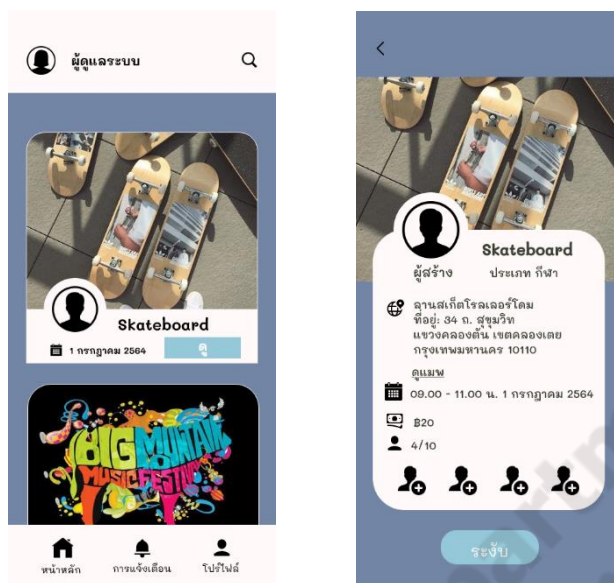 ผู้ดูแลระบบ
Skateboard
1 กรกฎาคม 2564
ดู
BIG MOUNTAIN
MUSIC FESTIVAL
หน้าหลัก
การแจ้งเตือน
โปรไฟล์
Skateboard
ผู้สร้าง
ประเภท กีฬา
ลานสเก็ตโรลเลอร์โดม
ที่อยู่: 34 ถ. สุขุมวิท
แขวงคลองตัน เขตคลองเตย
กรุงเทพมหานคร 10110
ดูแมพ
09.00 - 11.00 น. 1 กรกฎาคม 2564
฿20
4/10
ระงับ